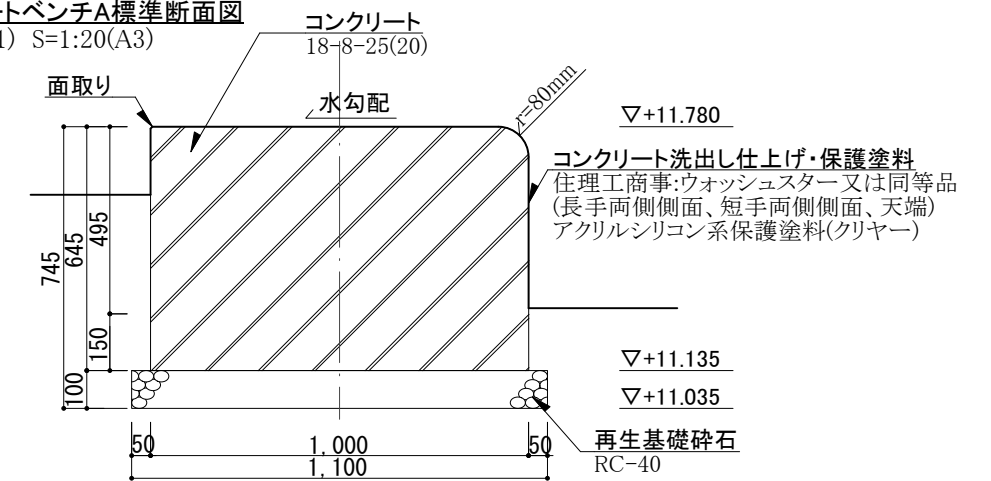 ートベンチA標準断面図
1) S=1:20(A3)
コンクリート
18-8-25(20)
面取り
水勾配
r=80mm
▽+11.780
コンクリート洗出し仕上げ・保護塗料
住理工商事:ウォッシュスター又は同等品
(長手両側側面、短手両側側面、天端)
アクリルシリコン系保護塗料(クリヤー)
745
645
495
150
100
▽+11.135
▽+11.035
50
1,000
50
1,100
再生基礎砕石
RC-40